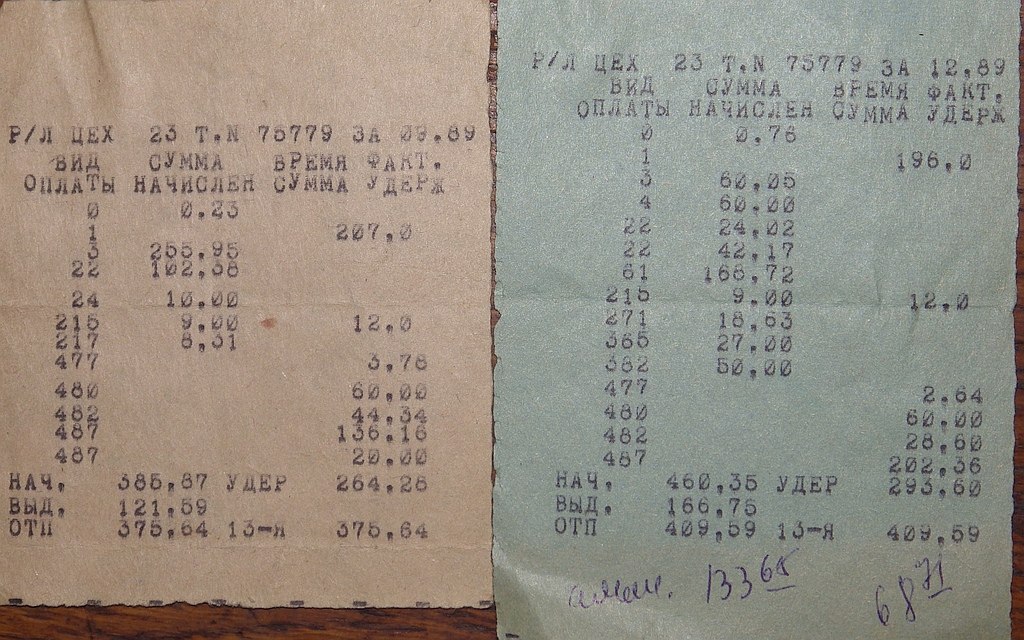 Р/Л ЦЕХ 23 Т.N 75779 ЗА 09.89
ВИД СУММА ВРЕМЯ ФАКТ.
ОПЛАТЫ НАЧИСЛЕН СУММА УДЕРЖ
0 0.23
1 207,0
3 255,95
22 102,38
24 10,00
215 9,00 12,0
217 8,31
477 3,78
480 60,00
482 44,34
487 136,16
487 20,00
НАЧ. 385,87 УДЕР 264,28
ВЫД. 121,59
ОТП 375,64 13-Я 375,64
Р/Л ЦЕХ 23 Т.N 75779 ЗА 12.89
ВИД СУММА ВРЕМЯ ФАКТ.
ОПЛАТЫ НАЧИСЛЕН СУММА УДЕРЖ
0 0.76
1 196,0
3 60,05
4 60,00
22 24,02
22 42,17
61 168,72
215 9,00 12,0
271 18,63
365 27,00
382 50,00
477 2,64
480 60,00
482 28,60
487 202,36
НАЧ. 460,35 УДЕР 293,60
ВЫД. 166,75
ОТП 409,59 13-Я 409,59
133 65 68 71